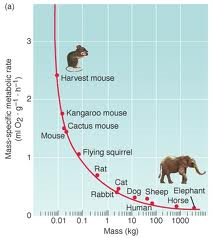 (a)
Mass-specific metabolic rate
(ml O₂ · g⁻¹ · h⁻¹)
3
2
1
0
Harvest mouse
Kangaroo mouse
Cactus mouse
Mouse
Flying squirrel
Rat
Cat
Rabbit
Dog
Sheep
Human
Horse
Elephant
0.01
0.1
1
10
100
1000
Mass (kg)